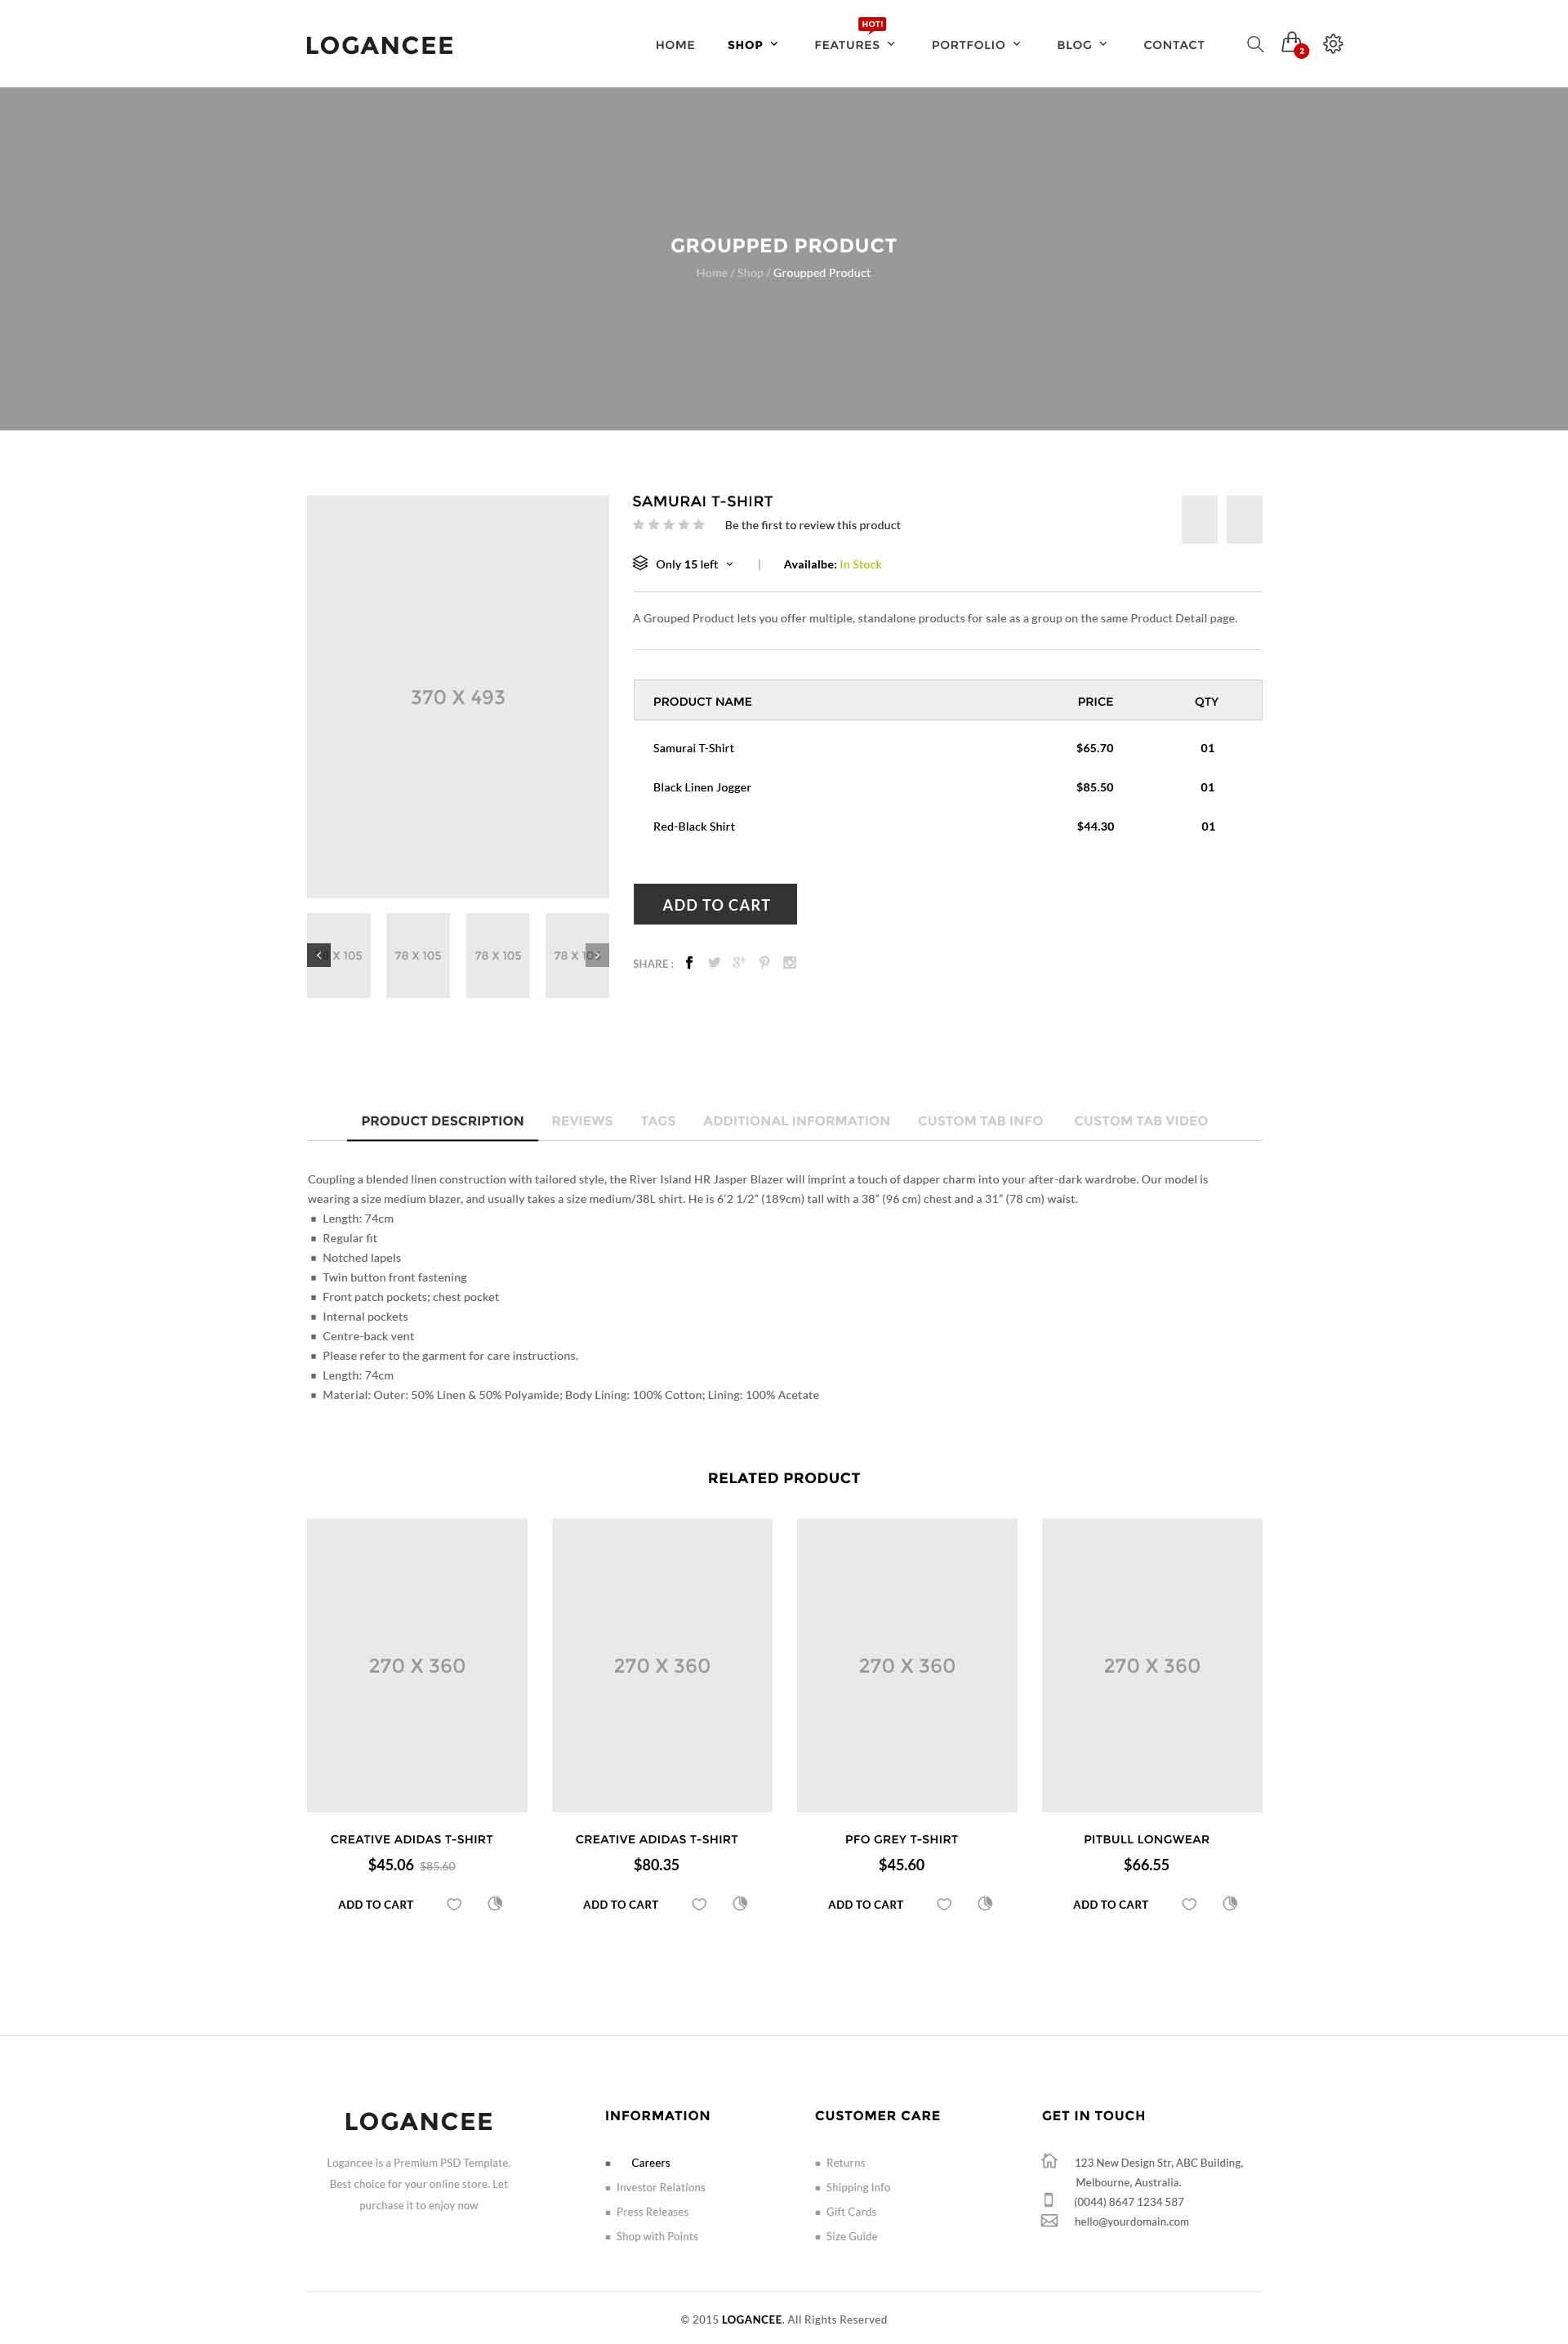 LOGANCEE
HOME SHOP FEATURES HOT! PORTFOLIO BLOG CONTACT 2
GROUPPED PRODUCT
Home / Shop / Groupped Product
370 X 493
78 X 105 78 X 105 78 X 105 78 X 105
SAMURAI T-SHIRT
Be the first to review this product
Only 15 left | Availalbe: In Stock
A Grouped Product lets you offer multiple, standalone products for sale as a group on the same Product Detail page.
PRODUCT NAME PRICE QTY
Samurai T-Shirt $65.70 01
Black Linen Jogger $85.50 01
Red-Black Shirt $44.30 01
ADD TO CART
SHARE :
PRODUCT DESCRIPTION REVIEWS TAGS ADDITIONAL INFORMATION CUSTOM TAB INFO CUSTOM TAB VIDEO
Coupling a blended linen construction with tailored style, the River Island HR Jasper Blazer will imprint a touch of dapper charm into your after-dark wardrobe. Our model is
wearing a size medium blazer, and usually takes a size medium/38L shirt. He is 6’2 1/2” (189cm) tall with a 38” (96 cm) chest and a 31” (78 cm) waist.
Length: 74cm
Regular fit
Notched lapels
Twin button front fastening
Front patch pockets; chest pocket
Internal pockets
Centre-back vent
Please refer to the garment for care instructions.
Length: 74cm
Material: Outer: 50% Linen & 50% Polyamide; Body Lining: 100% Cotton; Lining: 100% Acetate
RELATED PRODUCT
270 X 360 270 X 360 270 X 360 270 X 360
CREATIVE ADIDAS T-SHIRT CREATIVE ADIDAS T-SHIRT PFO GREY T-SHIRT PITBULL LONGWEAR
$45.06 $85.60 $80.35 $45.60 $66.55
ADD TO CART ADD TO CART ADD TO CART ADD TO CART
LOGANCEE
Logancee is a Premium PSD Template.
Best choice for your online store. Let
purchase it to enjoy now
INFORMATION
Careers
Investor Relations
Press Releases
Shop with Points
CUSTOMER CARE
Returns
Shipping Info
Gift Cards
Size Guide
GET IN TOUCH
123 New Design Str, ABC Building,
Melbourne, Australia.
(0044) 8647 1234 587
hello@yourdomain.com
© 2015 LOGANCEE. All Rights Reserved